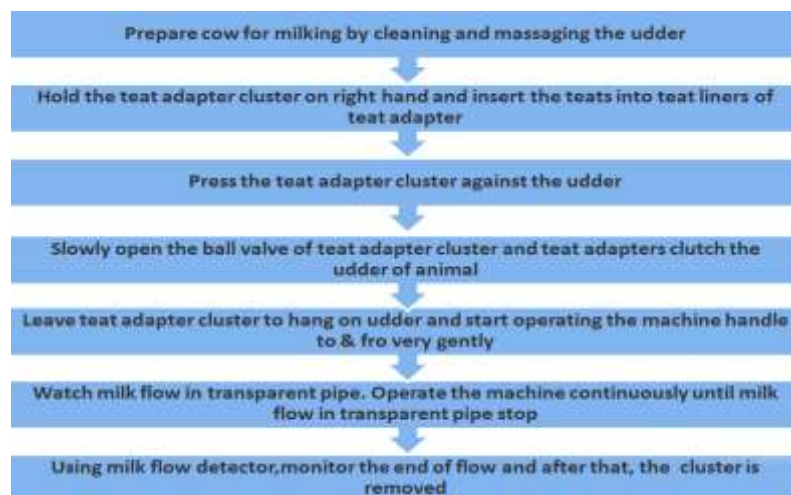 Prepare cow for milking by cleaning and massaging the udder
Hold the teat adapter cluster on right hand and insert the teats into teat liners of
teat adapter
Press the teat adapter cluster against the udder
Slowly open the ball valve of teat adapter cluster and teat adapters clutch the
udder of animal
Leave teat adapter cluster to hang on udder and start operating the machine handle
to & fro very gently
Watch milk flow in transparent pipe. Operate the machine continuously until milk
flow in transparent pipe stop
Using milk flow detector,monitor the end of flow and after that, the cluster is
removed